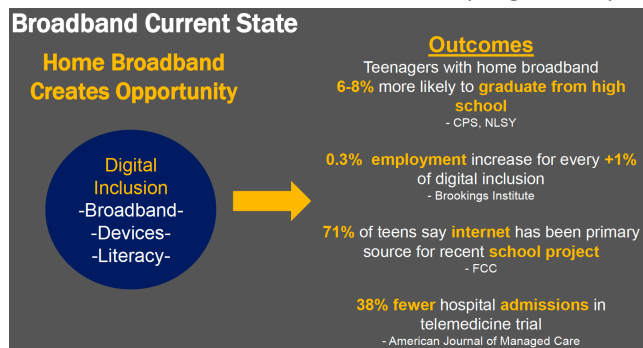 Broadband Current State
Home Broadband
Creates Opportunity
Digital
Inclusion
-Broadband-
-Devices-
-Literacy-
Outcomes
Teenagers with home broadband
6-8% more likely to graduate from high
school
- CPS, NLSY
0.3% employment increase for every +1%
of digital inclusion
- Brookings Institute
71% of teens say internet has been primary
source for recent school project
- FCC
38% fewer hospital admissions in
telemedicine trial
- American Journal of Managed Care